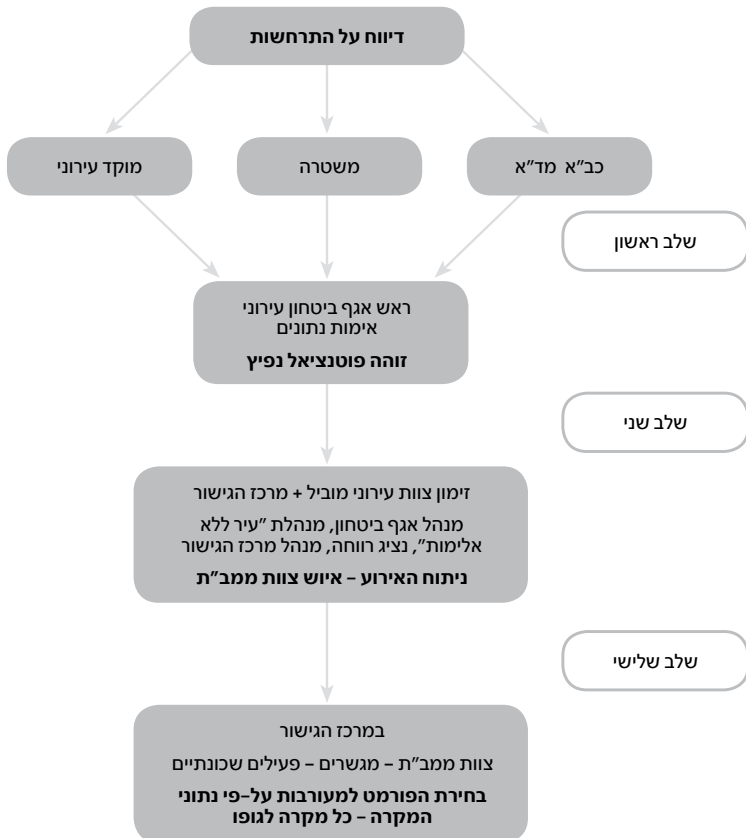 דיווח על התרחשות
כב"א מד"א
משטרה
מוקד עירוני
שלב ראשון
ראש אגף ביטחון עירוני
אימות נתונים
זוהה פוטנציאל נפיץ
שלב שני
זימון צוות עירוני מוביל + מרכז הגישור
מנהל אגף ביטחון, מנהלת "עיר ללא
אלימות", נציג רווחה, מנהל מרכז הגישור
ניתוח האירוע – איוש צוות ממב"ת
שלב שלישי
במרכז הגישור
צוות ממב"ת – מגשרים – פעילים שכונתיים
בחירת הפורמט למעורבות על–פי נתוני
המקרה – כל מקרה לגופו